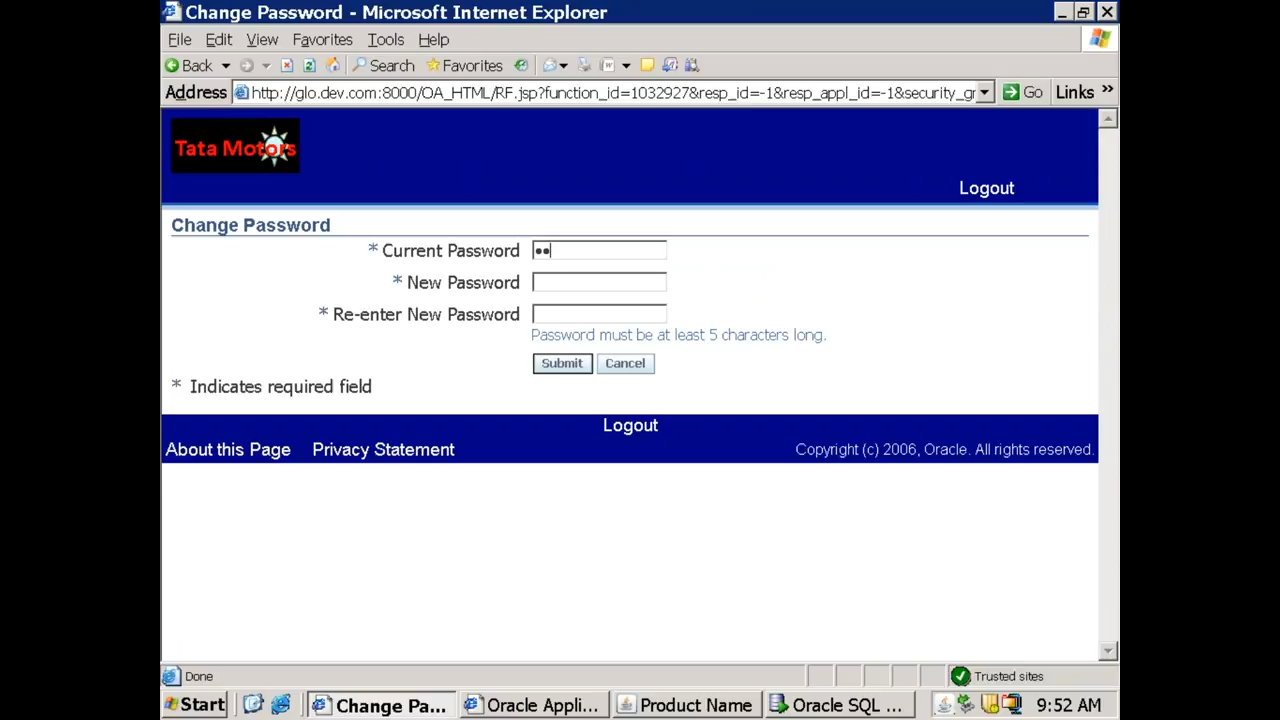 Change Password - Microsoft Internet Explorer
File Edit View Favorites Tools Help
Back Search Favorites
Address http://glo.dev.com:8000/OA_HTML/RF.jsp?function_id=1032927&resp_id=-1&resp_appl_id=-1&security_gr Go Links »
Tata Motors
Logout
Change Password
* Current Password ••
* New Password
* Re-enter New Password
Password must be at least 5 characters long.
Submit Cancel
* Indicates required field
Logout
About this Page Privacy Statement Copyright (c) 2006, Oracle. All rights reserved.
Done Trusted sites
Start Change Pa... Oracle Appli... Product Name Oracle SQL ... 9:52 AM